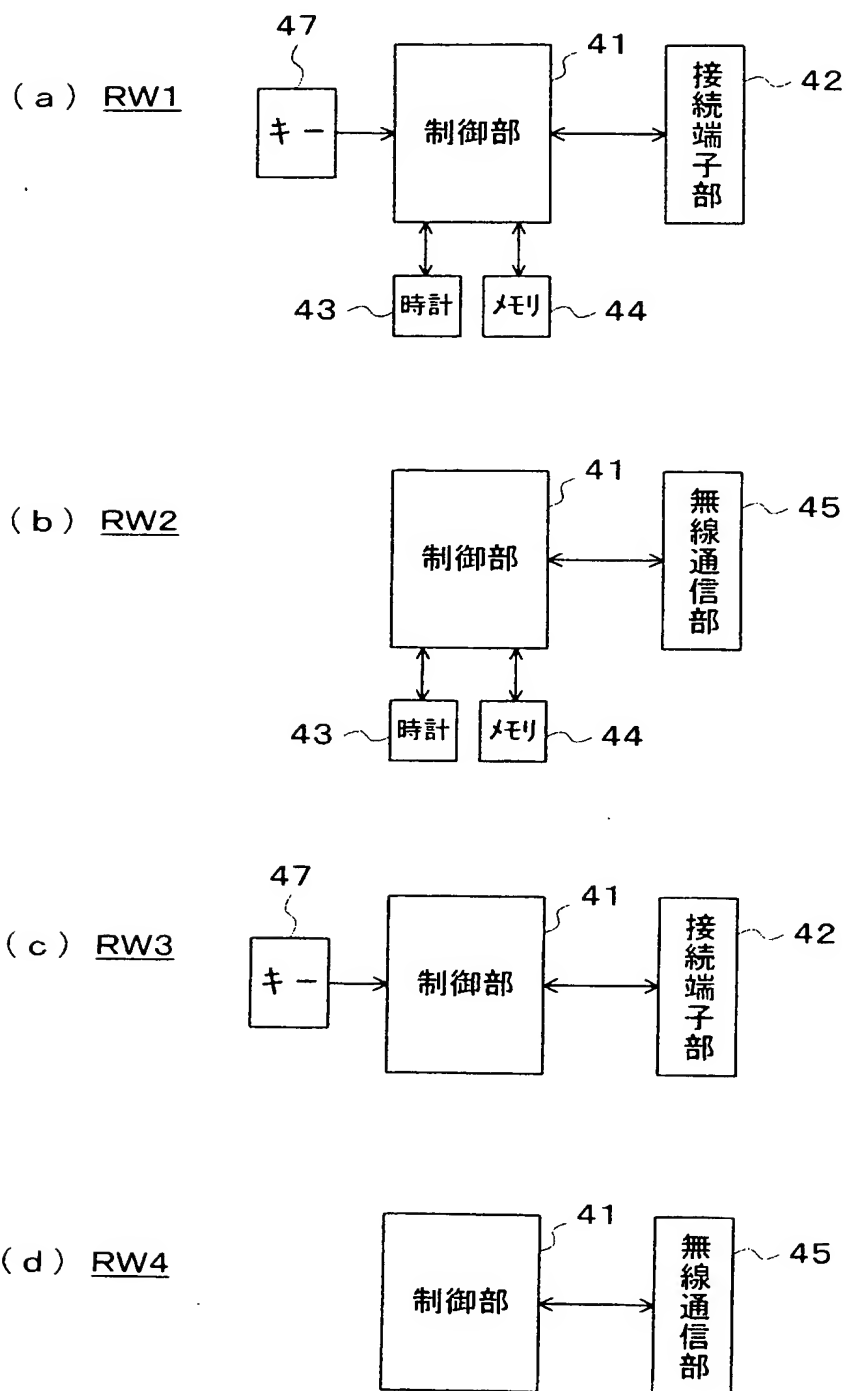 47
41
42
(a) RW1
キー
制御部
接続端子部
43
時計
メモリ
44
41
45
(b) RW2
制御部
無線通信部
43
時計
メモリ
44
47
41
42
(c) RW3
キー
制御部
接続端子部
41
45
(d) RW4
制御部
無線通信部